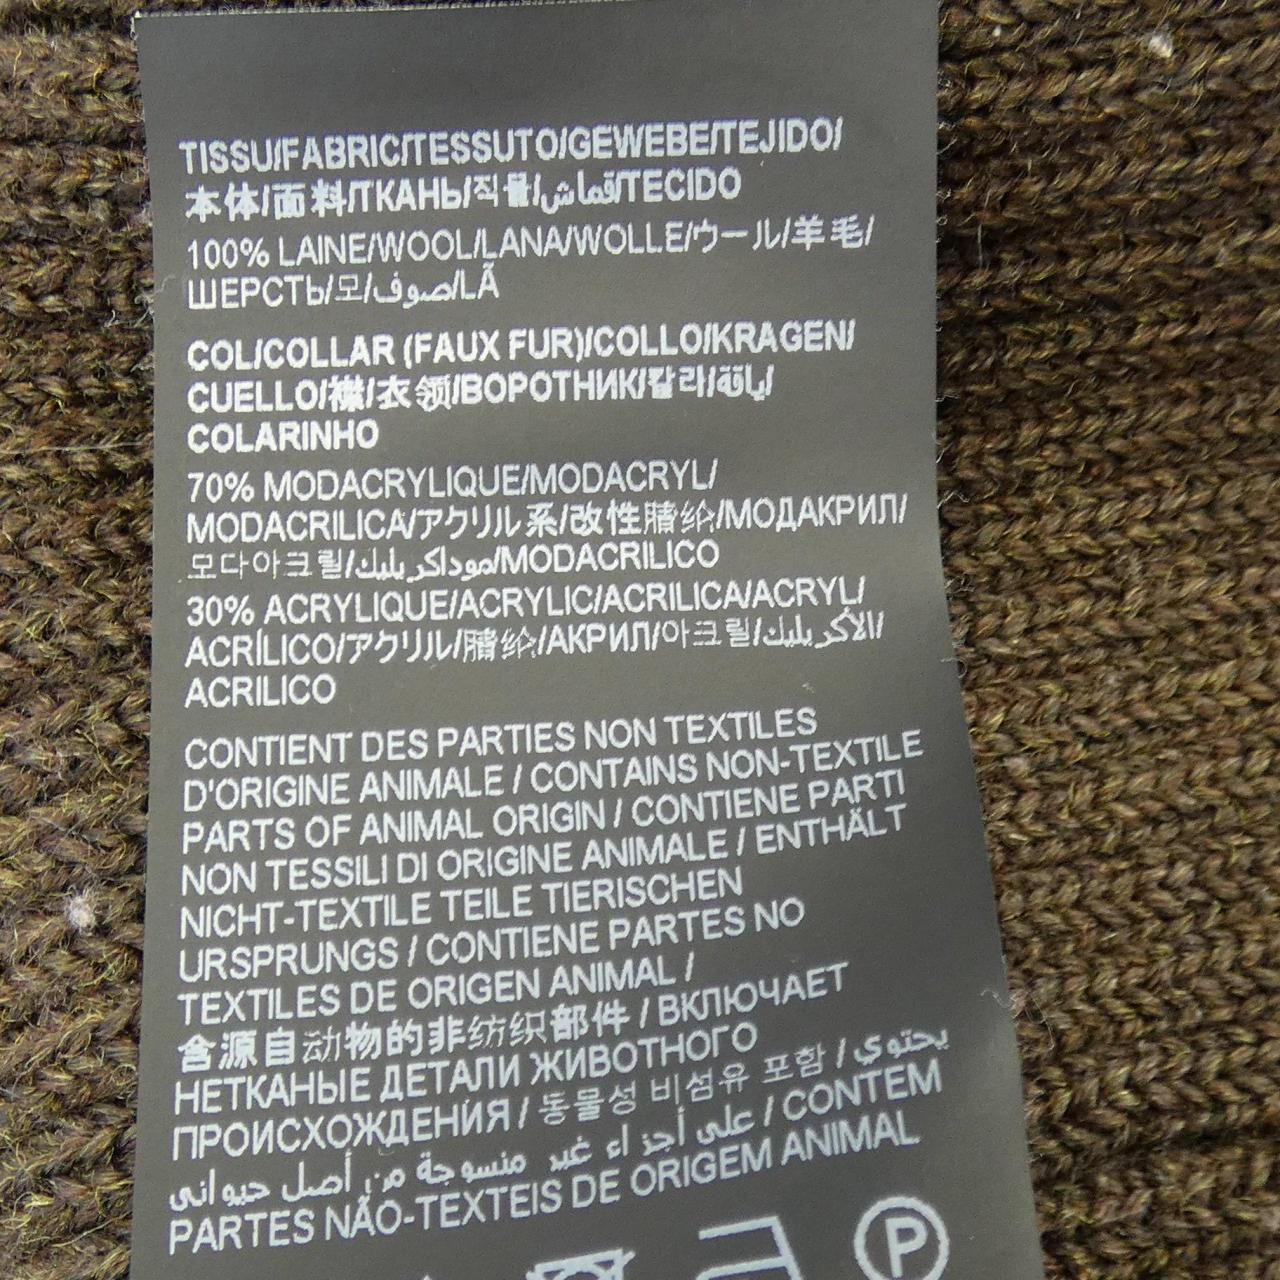 TISSU/FABRIC/TESSUTO/GEWEBE/TEJIDO/
本体/面料/ТКАНЬ/직물/قماش/TECIDO
100% LAINE/WOOL/LANA/WOLLE/ウール/羊毛/
ШЕРСТЬ/모/صوف/LÃ
COL/COLLAR (FAUX FUR)/COLLO/KRAGEN/
CUELLO/襟/衣领/ВОРОТНИК/칼라/ياقة/
COLARINHO
70% MODACRYLIQUE/MODACRYL/
MODACRILICA/アクリル系/改性腈纶/МОДАКРИЛ/
모다아크릴/موداكريليك/MODACRILICO
30% ACRYLIQUE/ACRYLIC/ACRILICA/ACRYL/
ACRÍLICO/アクリル/腈纶/АКРИЛ/아크릴/الاكريليك/
ACRILICO
CONTIENT DES PARTIES NON TEXTILES
D'ORIGINE ANIMALE / CONTAINS NON-TEXTILE
PARTS OF ANIMAL ORIGIN / CONTIENE PARTI
NON TESSILI DI ORIGINE ANIMALE / ENTHÄLT
NICHT-TEXTILE TEILE TIERISCHEN
URSPRUNGS / CONTIENE PARTES NO
TEXTILES DE ORIGEN ANIMAL /
含源自动物的非纺织部件 / ВКЛЮЧАЕТ
НЕТКАНЫЕ ДЕТАЛИ ЖИВОТНОГО
ПРОИСХОЖДЕНИЯ / 동물성 비섬유 포함 / يحتوي
على أجزاء غير منسوجة من أصل حيواني / CONTEM
PARTES NÃO-TEXTEIS DE ORIGEM ANIMAL
P